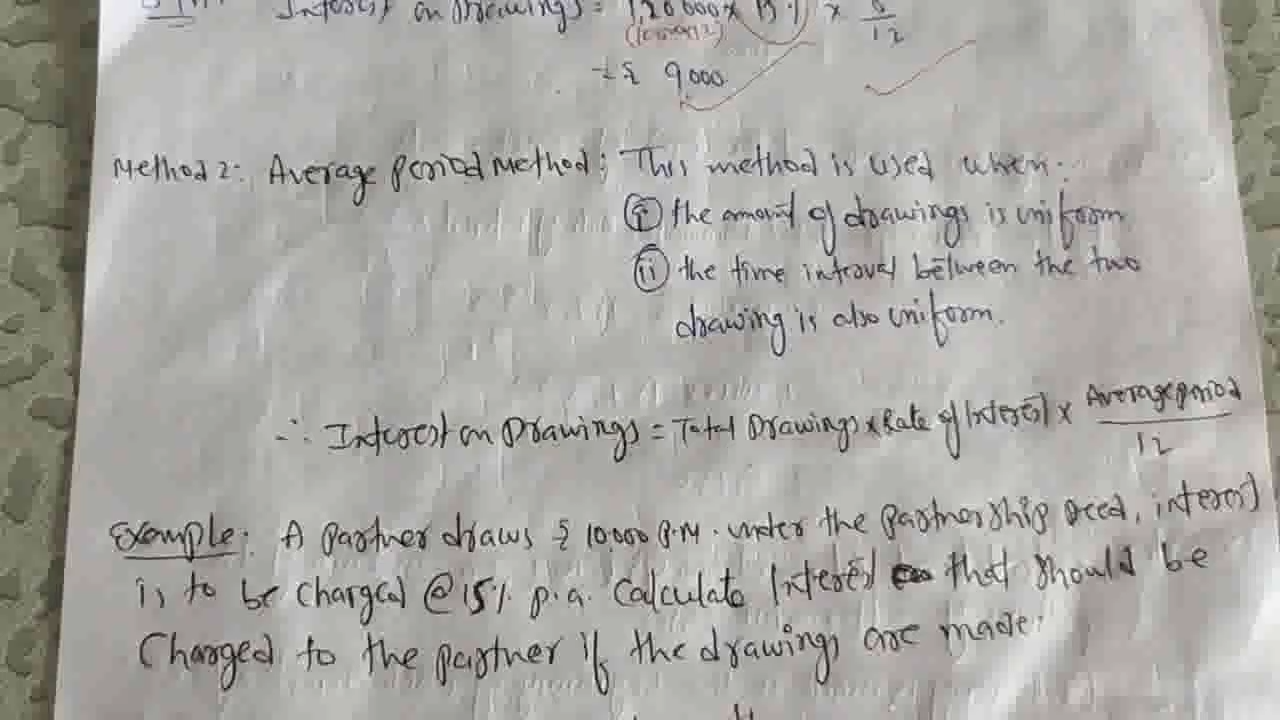 Interest on Drawings = 1,20,000 × 15% × 6/12
(10,000×12)
= ₹ 9,000
Method 2: Average Period Method: This method is used when:
(i) the amount of drawings is uniform
(ii) the time interval between the two
drawing is also uniform.
∴ Interest on Drawings = Total Drawings × Rate of Interest × Average period / 12
Example: A partner draws ₹ 10,000 P.M. under the partnership deed, interest
is to be charged @ 15% p.a. Calculate Interest that should be
charged to the partner if the drawings are made: